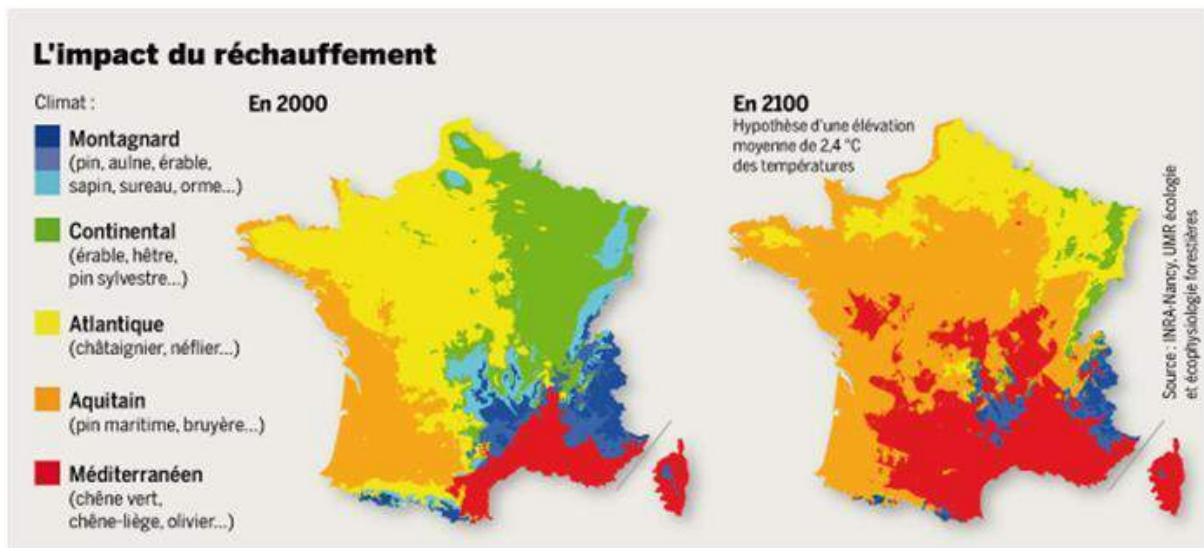 L'impact du réchauffement
Climat :
Montagnard
(pin, aulne, érable,
sapin, sureau, orme...)
Continental
(érable, hêtre,
pin sylvestre...)
Atlantique
(châtaignier, néflier...)
Aquitain
(pin maritime, bruyère...)
Méditerranéen
(chêne vert,
chêne-liège, olivier...)
En 2000
En 2100
Hypothèse d'une élévation
moyenne de 2,4 °C
des températures
Source : INRA-Nancy, UMR écologie
et écophysiologie forestières